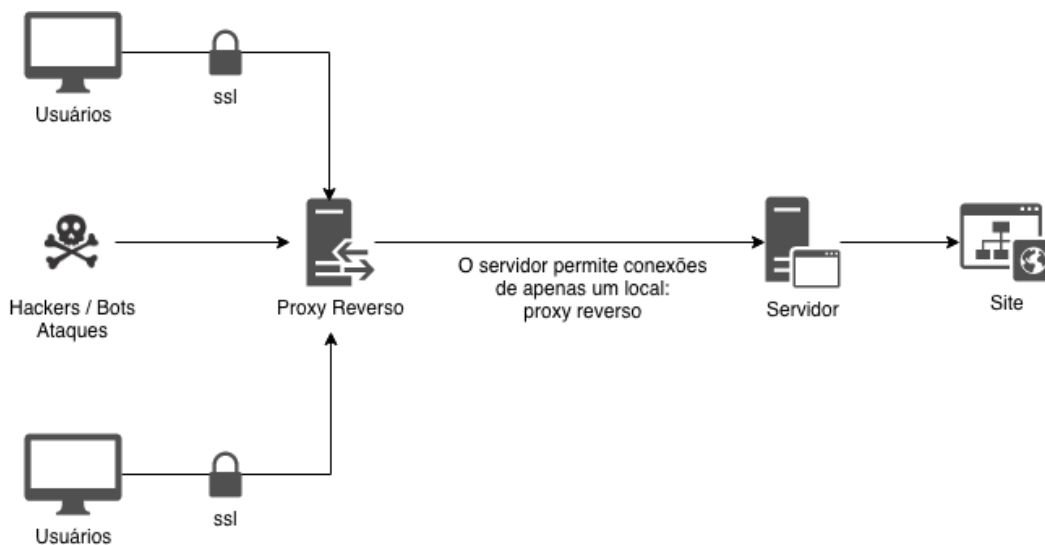 Usuários
ssl
Hackers / Bots
Ataques
Proxy Reverso
O servidor permite conexões
de apenas um local:
proxy reverso
Servidor
Site
Usuários
ssl